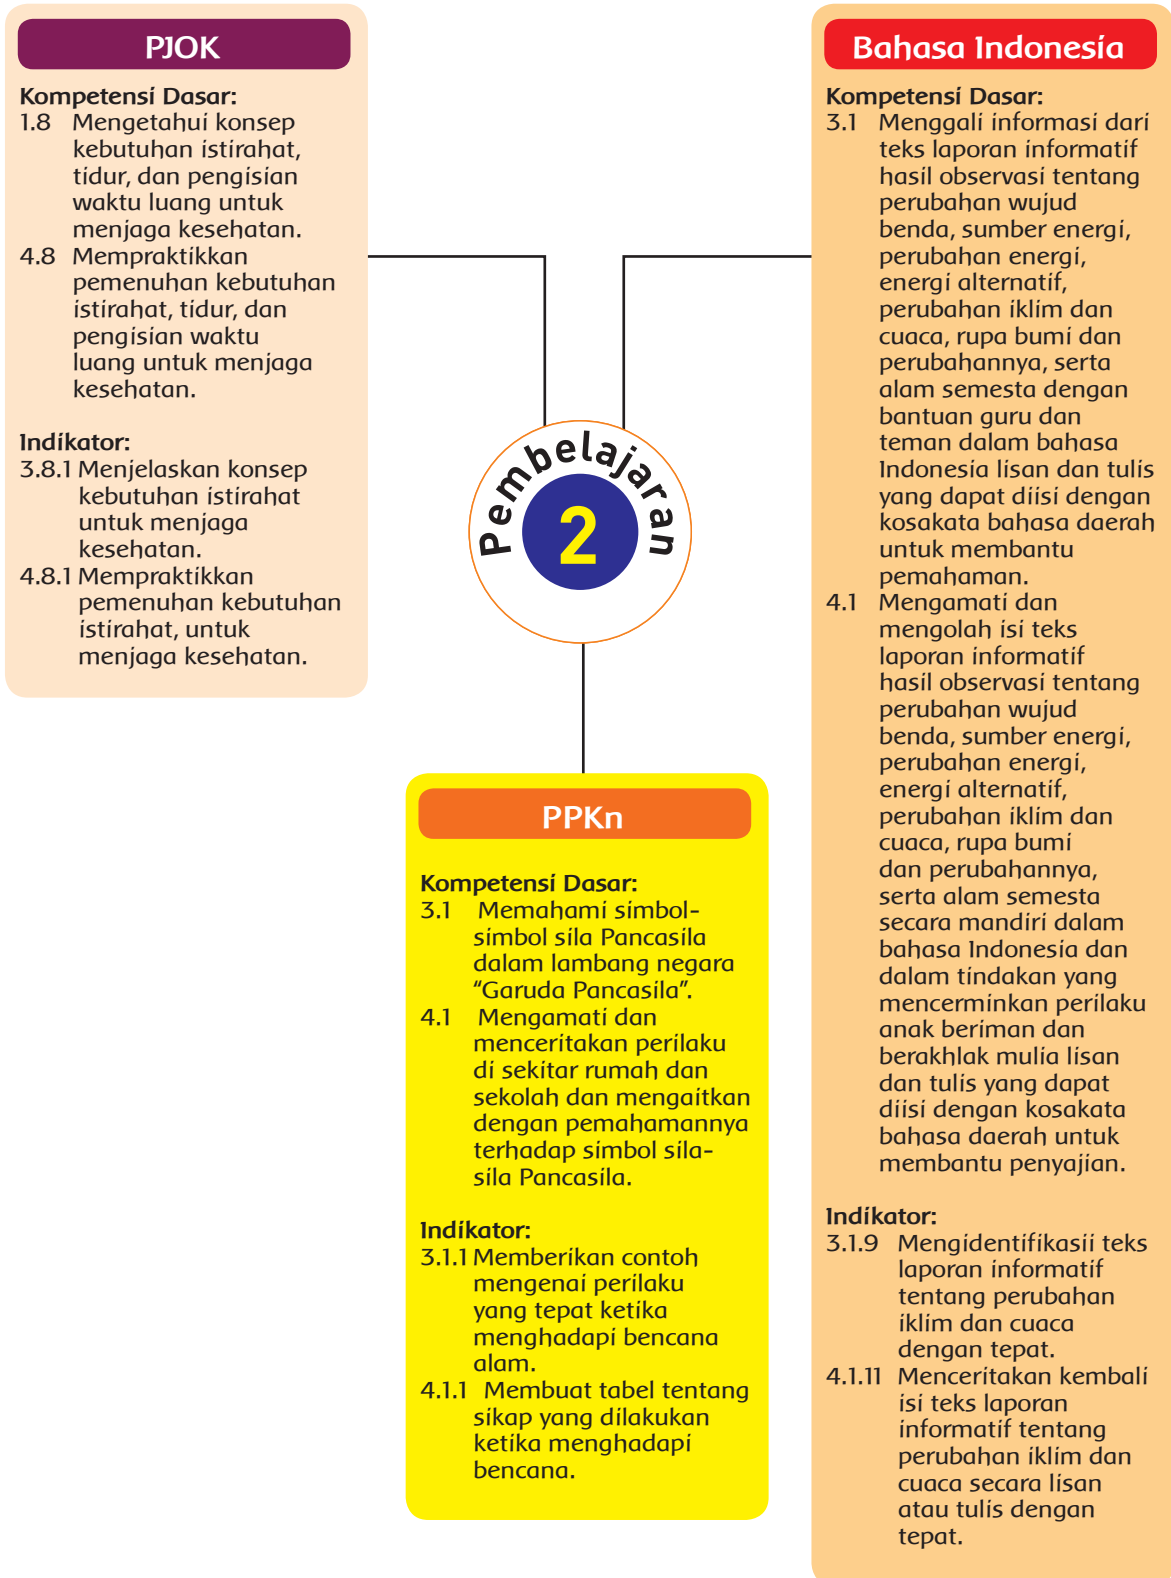 PJOK
Kompetensi Dasar:
1.8 Mengetahui konsep
kebutuhan istirahat,
tidur, dan pengisian
waktu luang untuk
menjaga kesehatan.
4.8 Mempraktikkan
pemenuhan kebutuhan
istirahat, tidur, dan
pengisian waktu
luang untuk menjaga
kesehatan.
Indikator:
3.8.1 Menjelaskan konsep
kebutuhan istirahat
untuk menjaga
kesehatan.
4.8.1 Mempraktikkan
pemenuhan kebutuhan
istirahat, untuk
menjaga kesehatan.
Pembelajaran
2
Bahasa Indonesia
Kompetensi Dasar:
3.1 Menggali informasi dari
teks laporan informatif
hasil observasi tentang
perubahan wujud
benda, sumber energi,
perubahan energi,
energi alternatif,
perubahan iklim dan
cuaca, rupa bumi dan
perubahannya, serta
alam semesta dengan
bantuan guru dan
teman dalam bahasa
Indonesia lisan dan tulis
yang dapat diisi dengan
kosakata bahasa daerah
untuk membantu
pemahaman.
4.1 Mengamati dan
mengolah isi teks
laporan informatif
hasil observasi tentang
perubahan wujud
benda, sumber energi,
perubahan energi,
energi alternatif,
perubahan iklim dan
cuaca, rupa bumi
dan perubahannya,
serta alam semesta
secara mandiri dalam
bahasa Indonesia dan
dalam tindakan yang
mencerminkan perilaku
anak beriman dan
berakhlak mulia lisan
dan tulis yang dapat
diisi dengan kosakata
bahasa daerah untuk
membantu penyajian.
Indikator:
3.1.9 Mengidentifikasii teks
laporan informatif
tentang perubahan
iklim dan cuaca
dengan tepat.
4.1.11 Menceritakan kembali
isi teks laporan
informatif tentang
perubahan iklim dan
cuaca secara lisan
atau tulis dengan
tepat.
PPKn
Kompetensi Dasar:
3.1 Memahami simbol-
simbol sila Pancasila
dalam lambang negara
“Garuda Pancasila”.
4.1 Mengamati dan
menceritakan perilaku
di sekitar rumah dan
sekolah dan mengaitkan
dengan pemahamannya
terhadap simbol sila-
sila Pancasila.
Indikator:
3.1.1 Memberikan contoh
mengenai perilaku
yang tepat ketika
menghadapi bencana
alam.
4.1.1 Membuat tabel tentang
sikap yang dilakukan
ketika menghadapi
bencana.